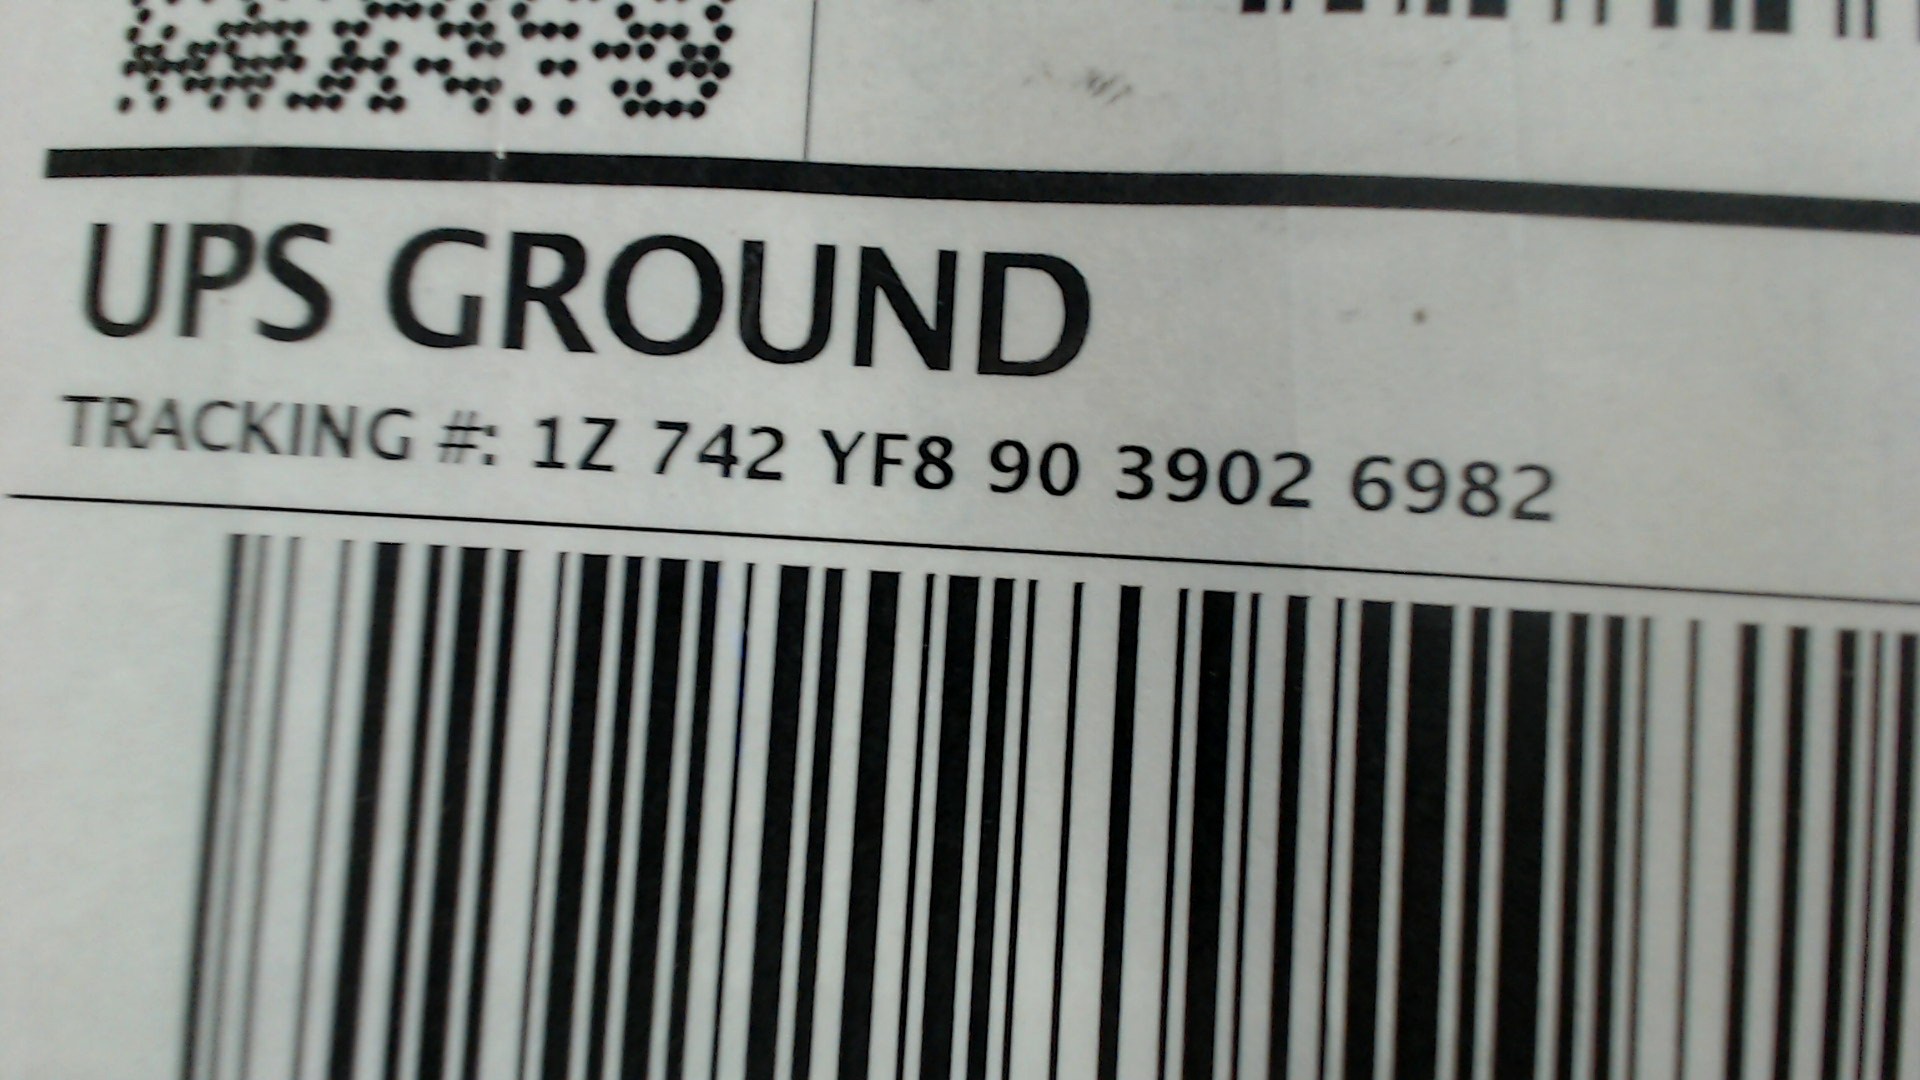 UPS GROUND
TRACKING #: 1Z 742 YF8 90 3902 6982